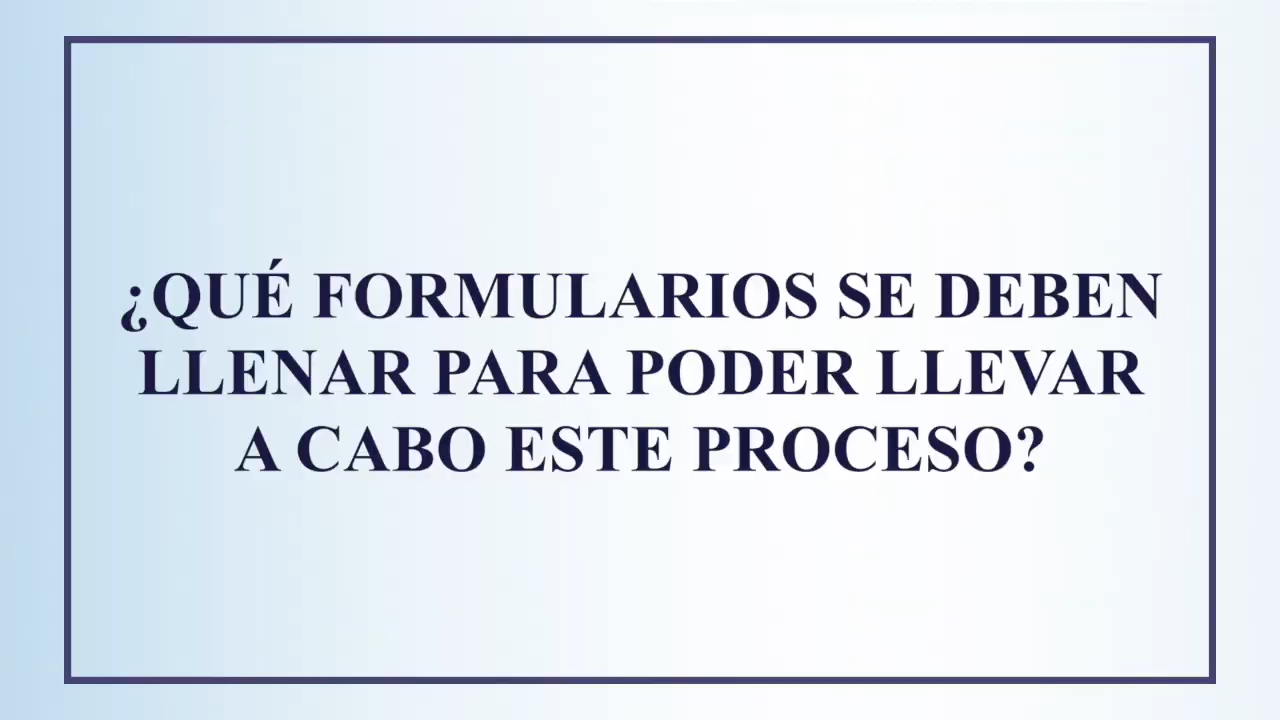 ¿QUÉ FORMULARIOS SE DEBEN
LLENAR PARA PODER LLEVAR
A CABO ESTE PROCESO?